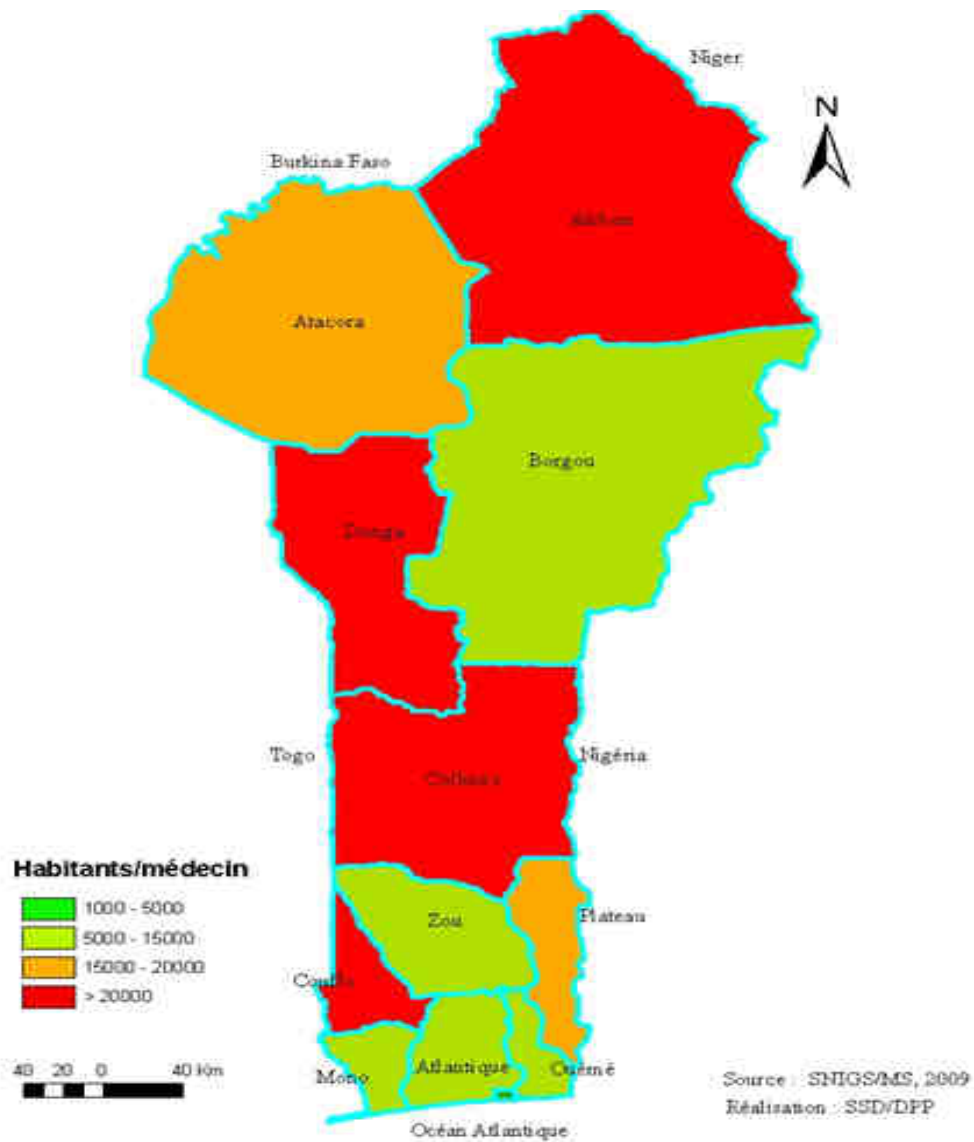 Niger
N
Burkina Faso
Alibori
Atacora
Borgou
Donga
Togo
Nigéria
Collines
Habitants/médecin
1000 - 5000
5000 - 15000
15000 - 20000
> 20000
Zou
Plateau
Couffo
40 20 0 40 Km
Mono
Atlantique
Ouémé
Source : SNIGS/MS, 2009
Réalisation : SSD/DPP
Océan Atlantique